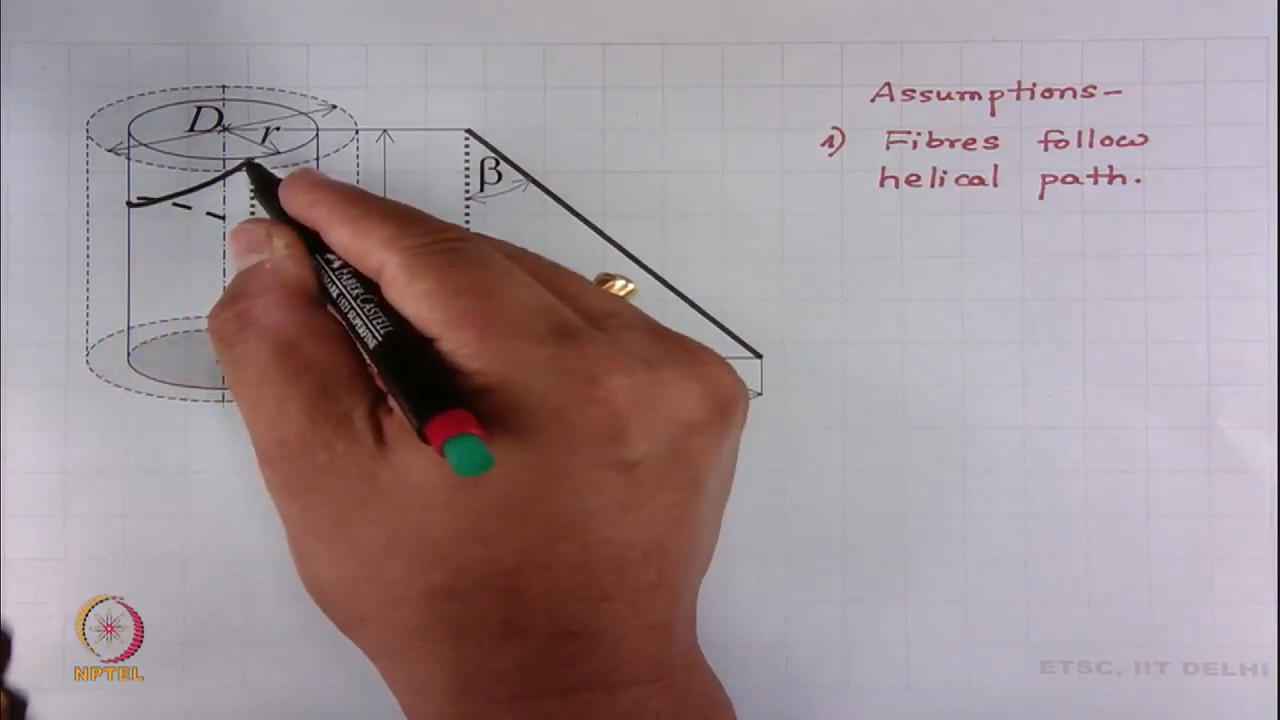 Assumptions-
D
r
β
1) Fibres follow
helical path.
FABER-CASTELL
NPTEL
ETSC, IIT DELHI